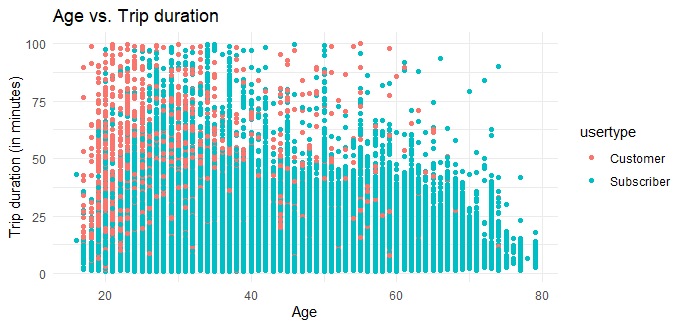 Age vs. Trip duration
Trip duration (in minutes)
100
75
50
25
0
20 40 60 80
Age
usertype
Customer
Subscriber